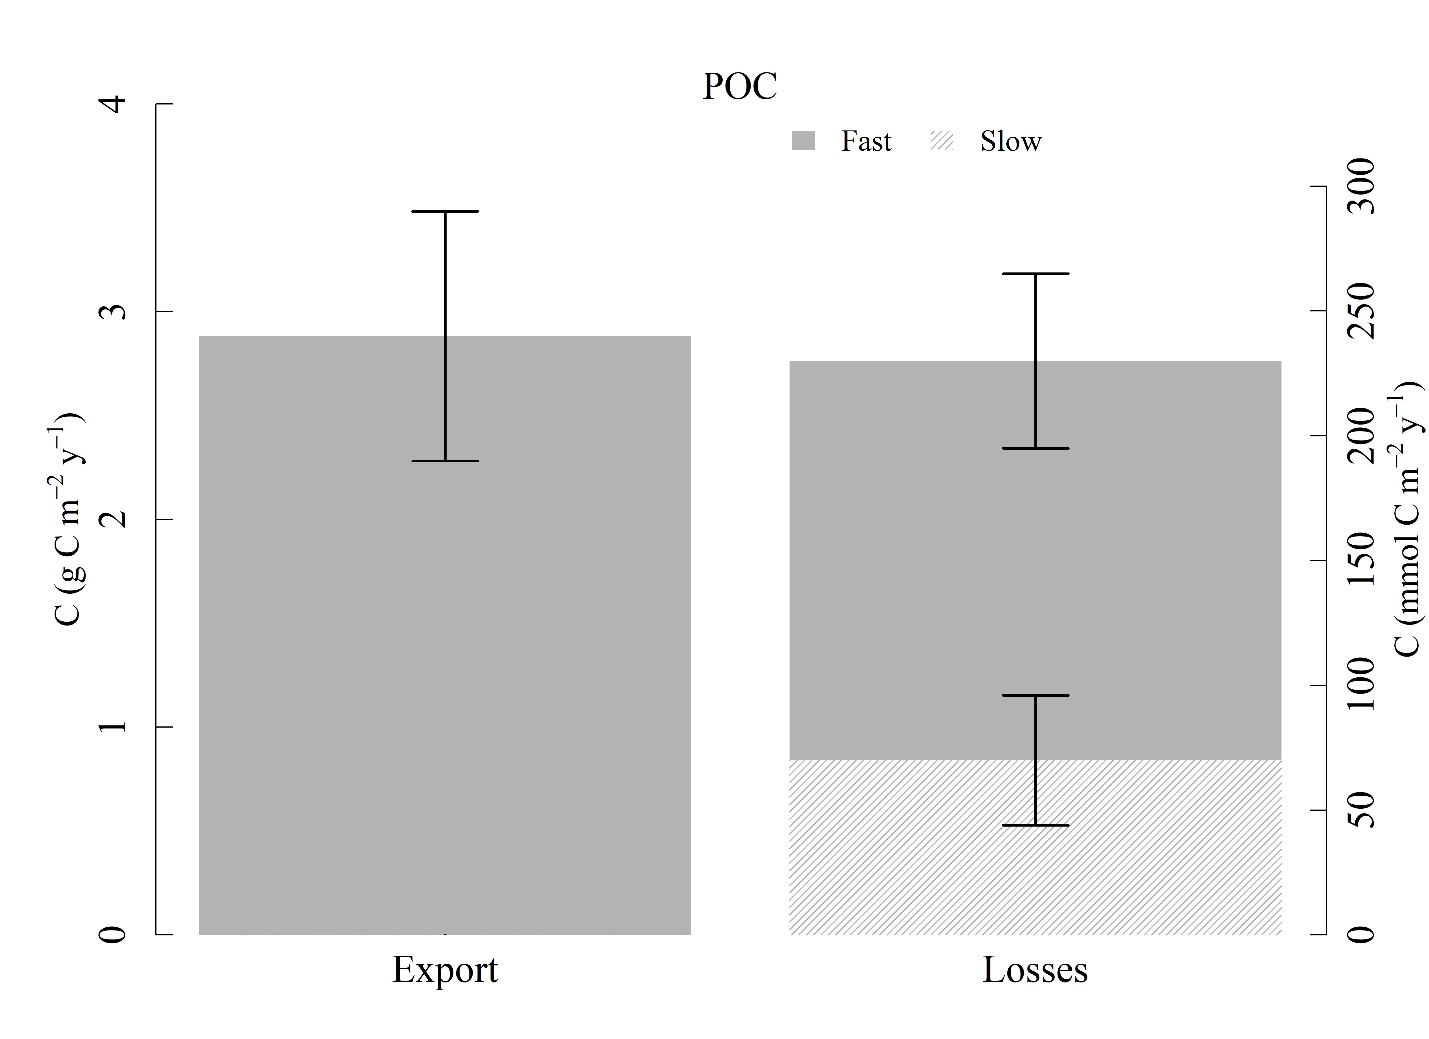 POC
Fast
Slow
4
3
2
1
0
C (g C m⁻² y⁻¹)
300
250
200
150
100
50
0
C (mmol C m⁻² y⁻¹)
Export
Losses